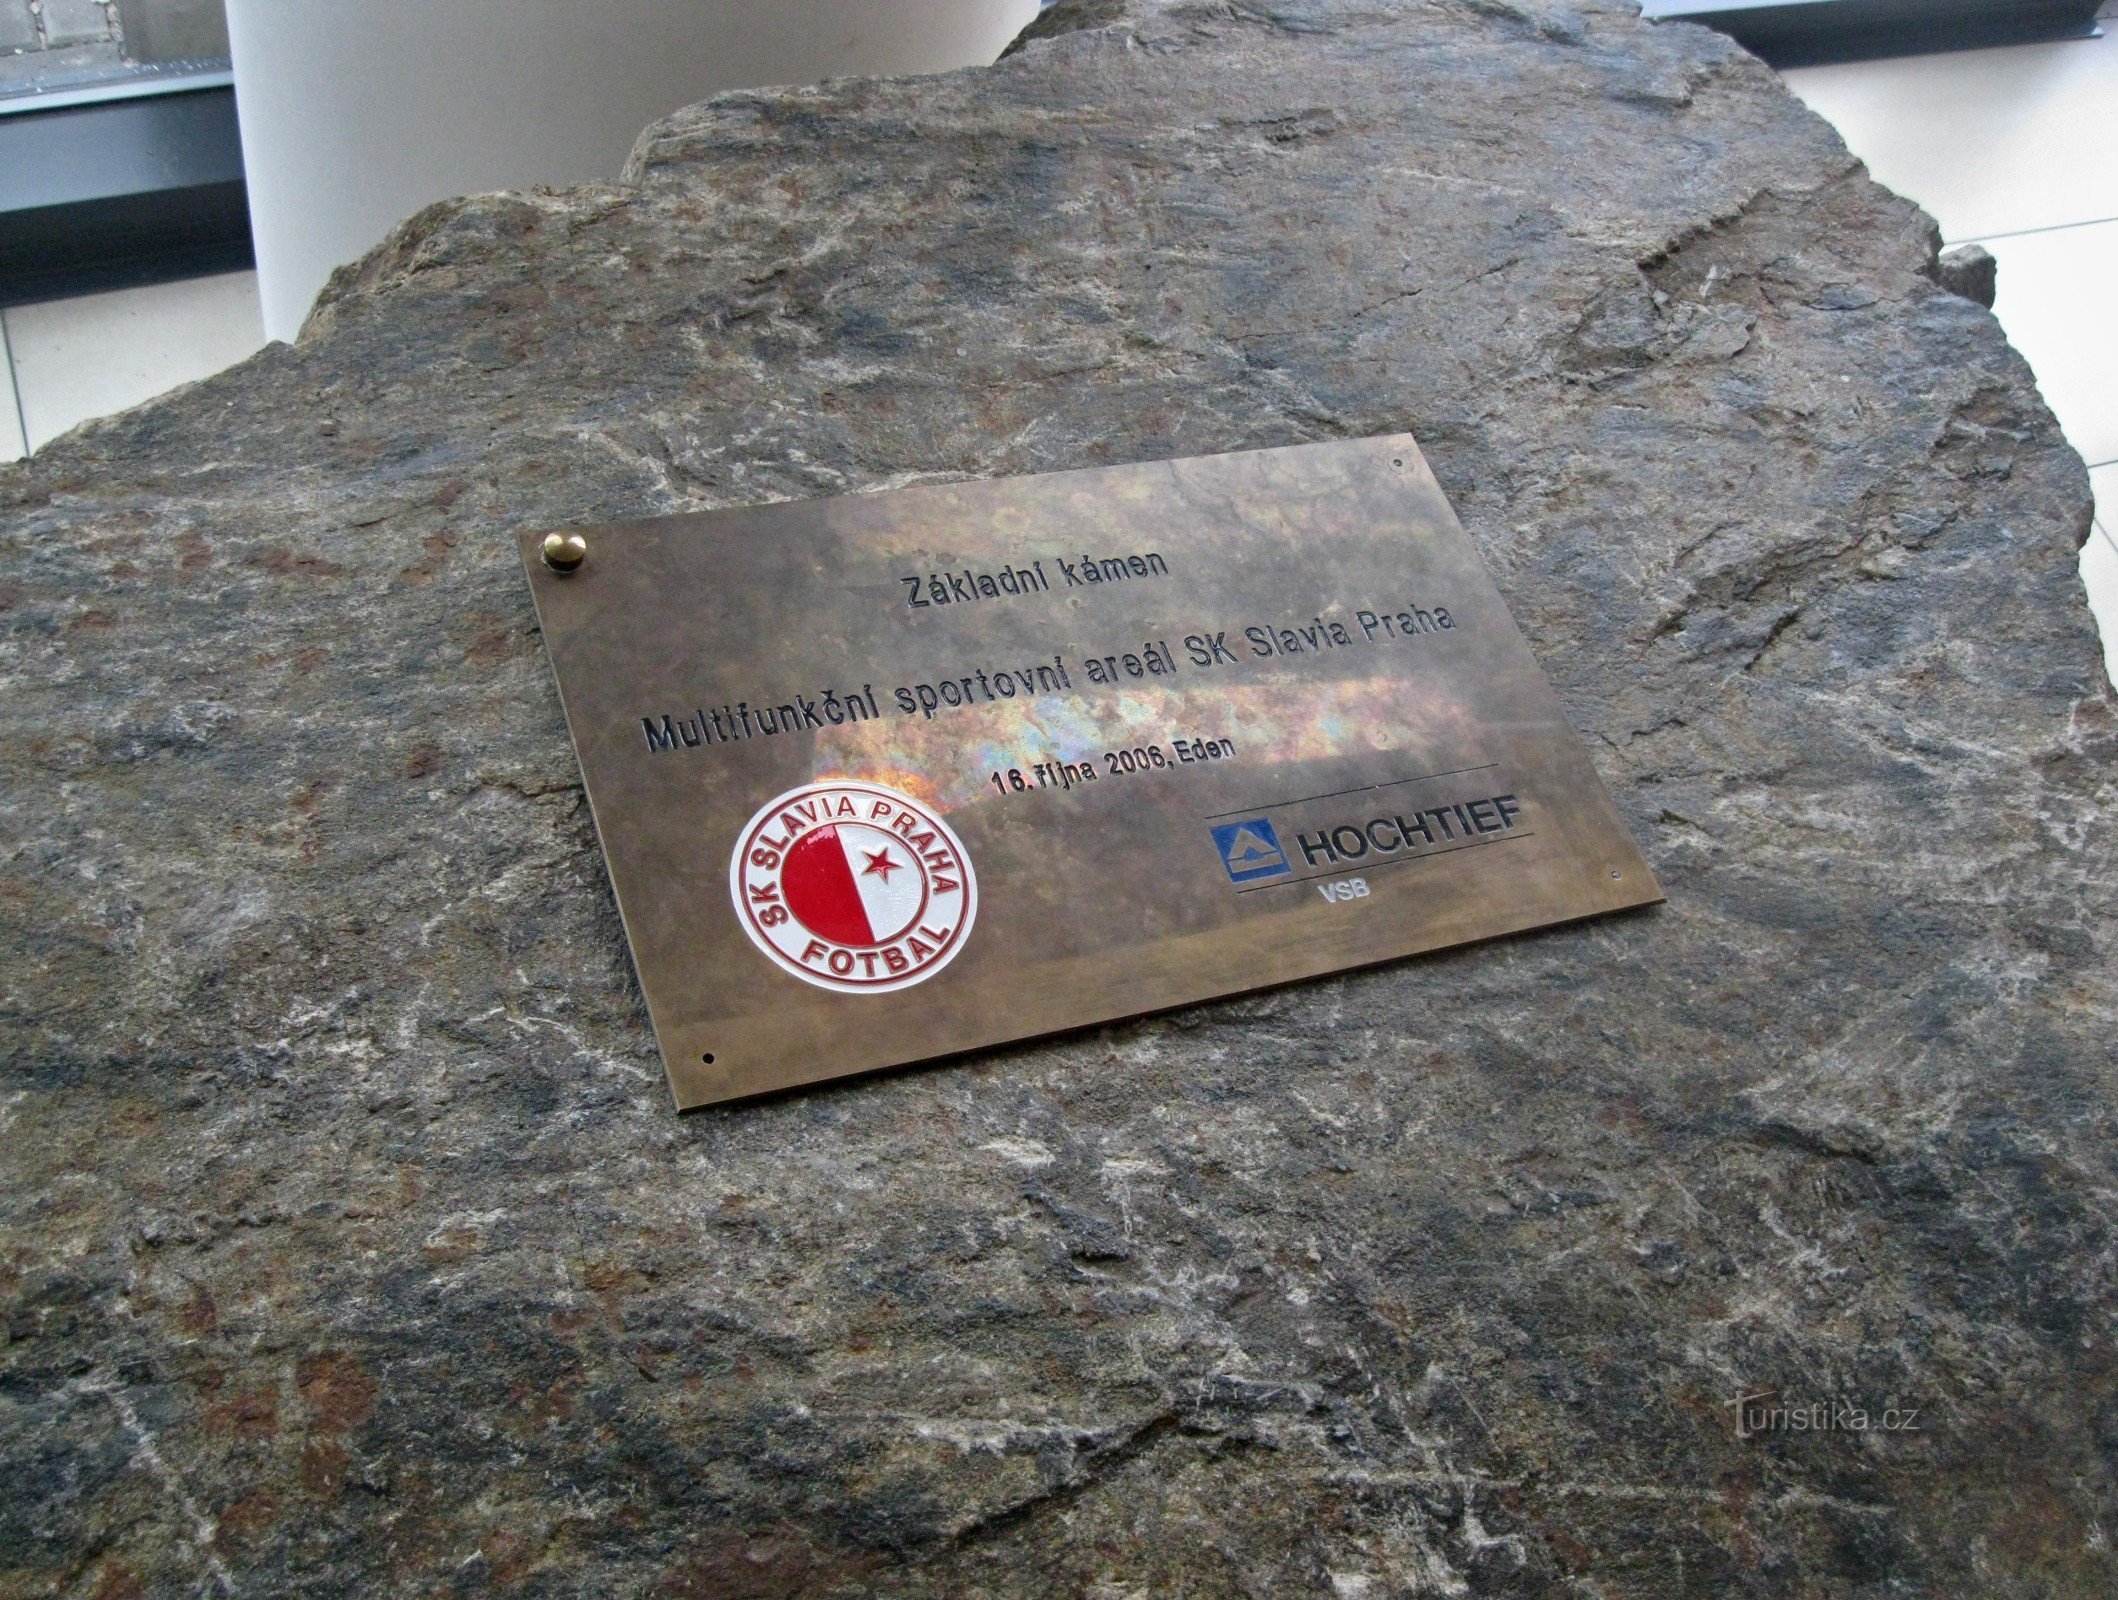 Základní kámen
Multifunkční sportovní areál SK Slavia Praha
16. října 2006, Eden
SK SLAVIA PRAHA
FOTBAL
HOCHTIEF
VSB
Turistika.cz